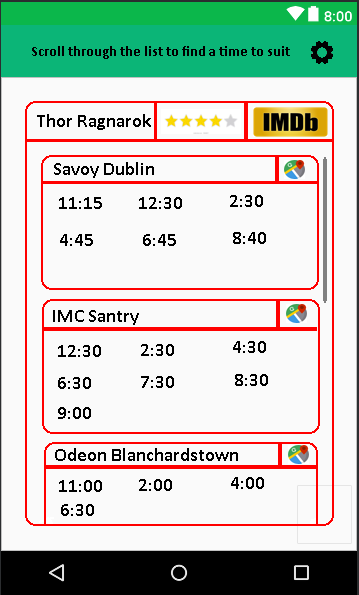 8:00
Scroll through the list to find a time to suit
Thor Ragnarok IMDb
Savoy Dublin
11:15 12:30 2:30
4:45 6:45 8:40
IMC Santry
12:30 2:30 4:30
6:30 7:30 8:30
9:00
Odeon Blanchardstown
11:00 2:00 4:00
6:30